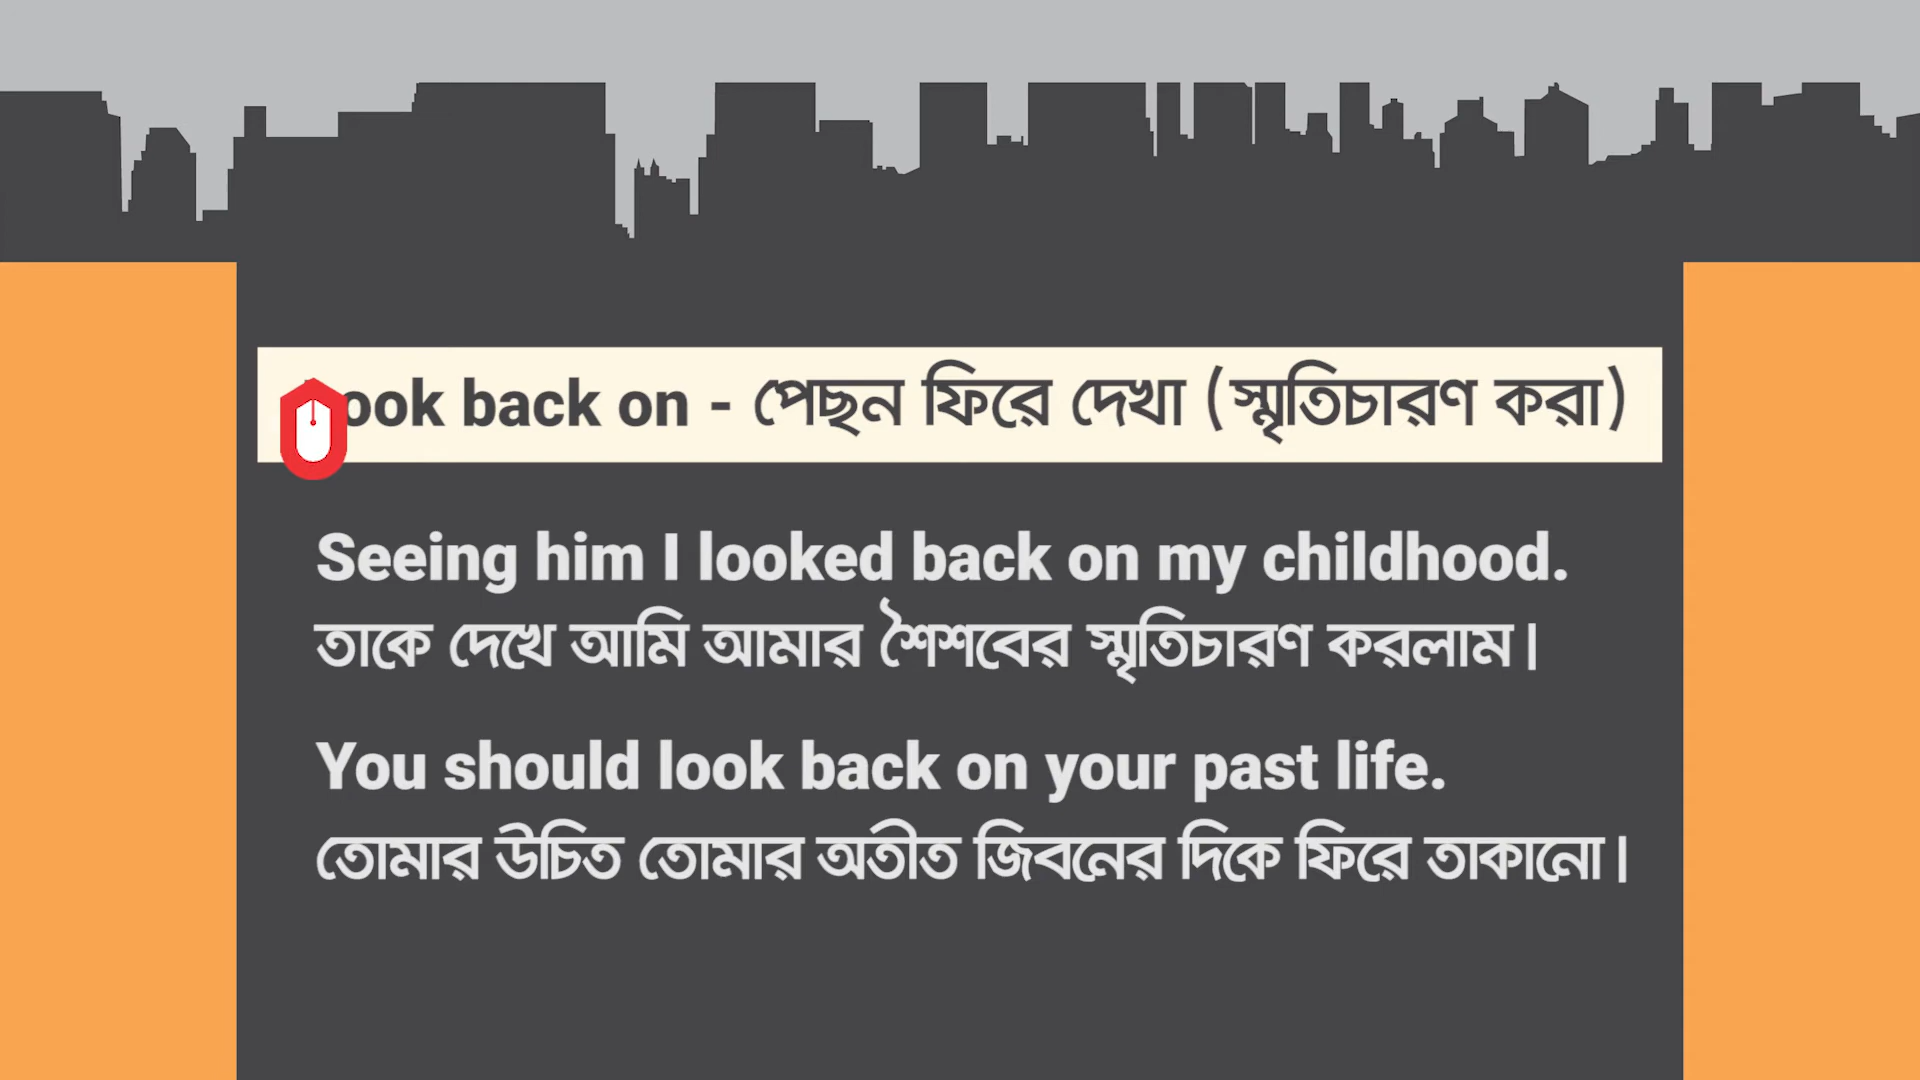 Look back on - পেছন ফিরে দেখা (স্মৃতিচারণ করা)
Seeing him I looked back on my childhood.
তাকে দেখে আমি আমার শৈশবের স্মৃতিচারণ করলাম।
You should look back on your past life.
তোমার উচিত তোমার অতীত জিবনের দিকে ফিরে তাকানো।